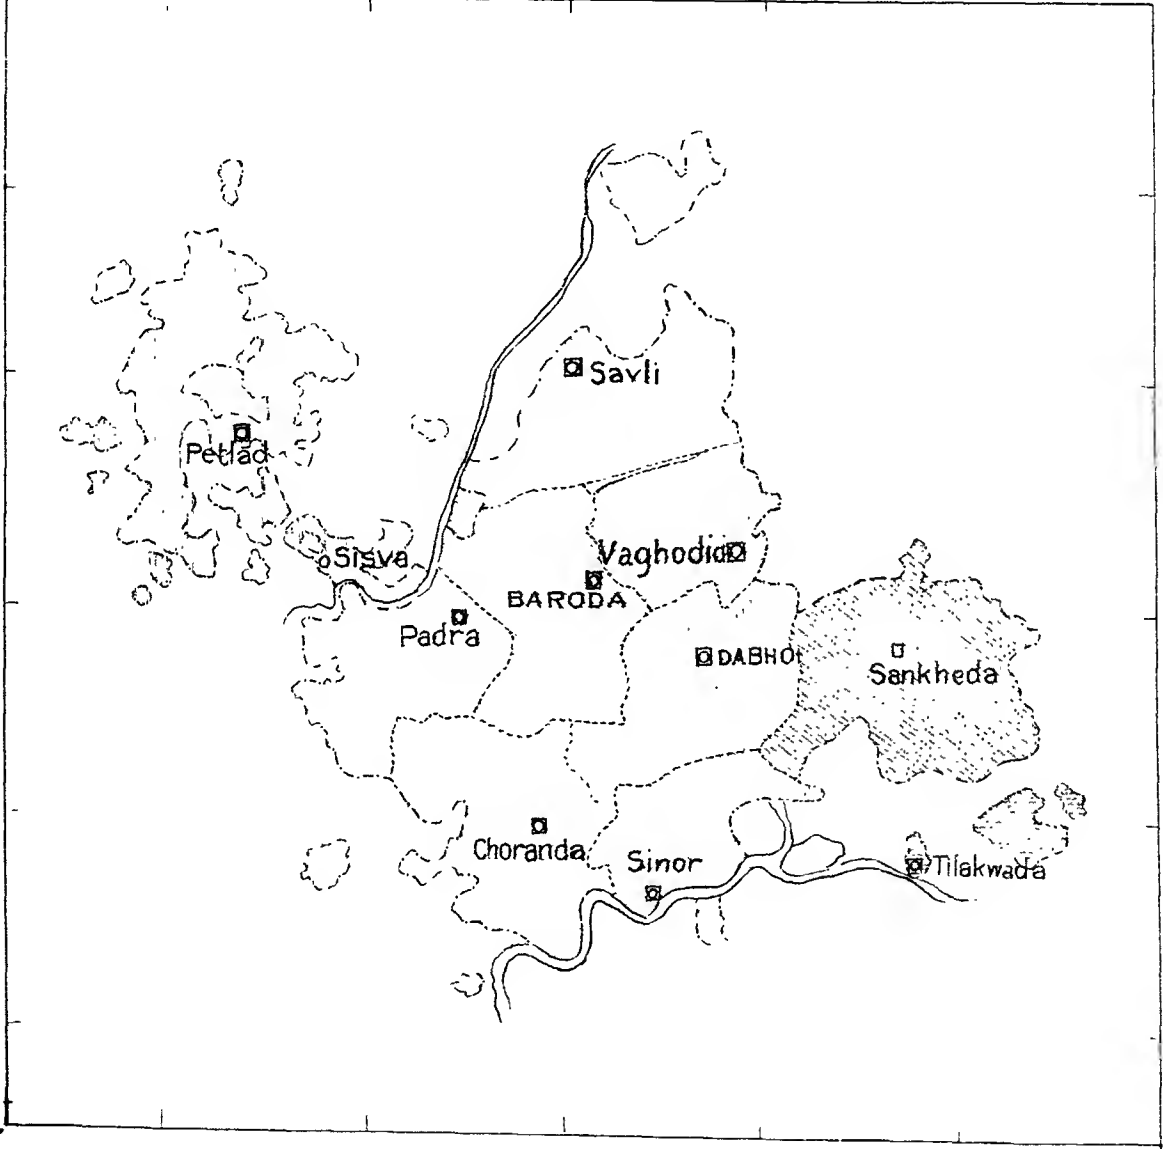 Savli
Petlad
Sisva
Vaghodia
BARODA
Padra
DABHOI
Sankheda
Choranda
Sinor
Tilakwada